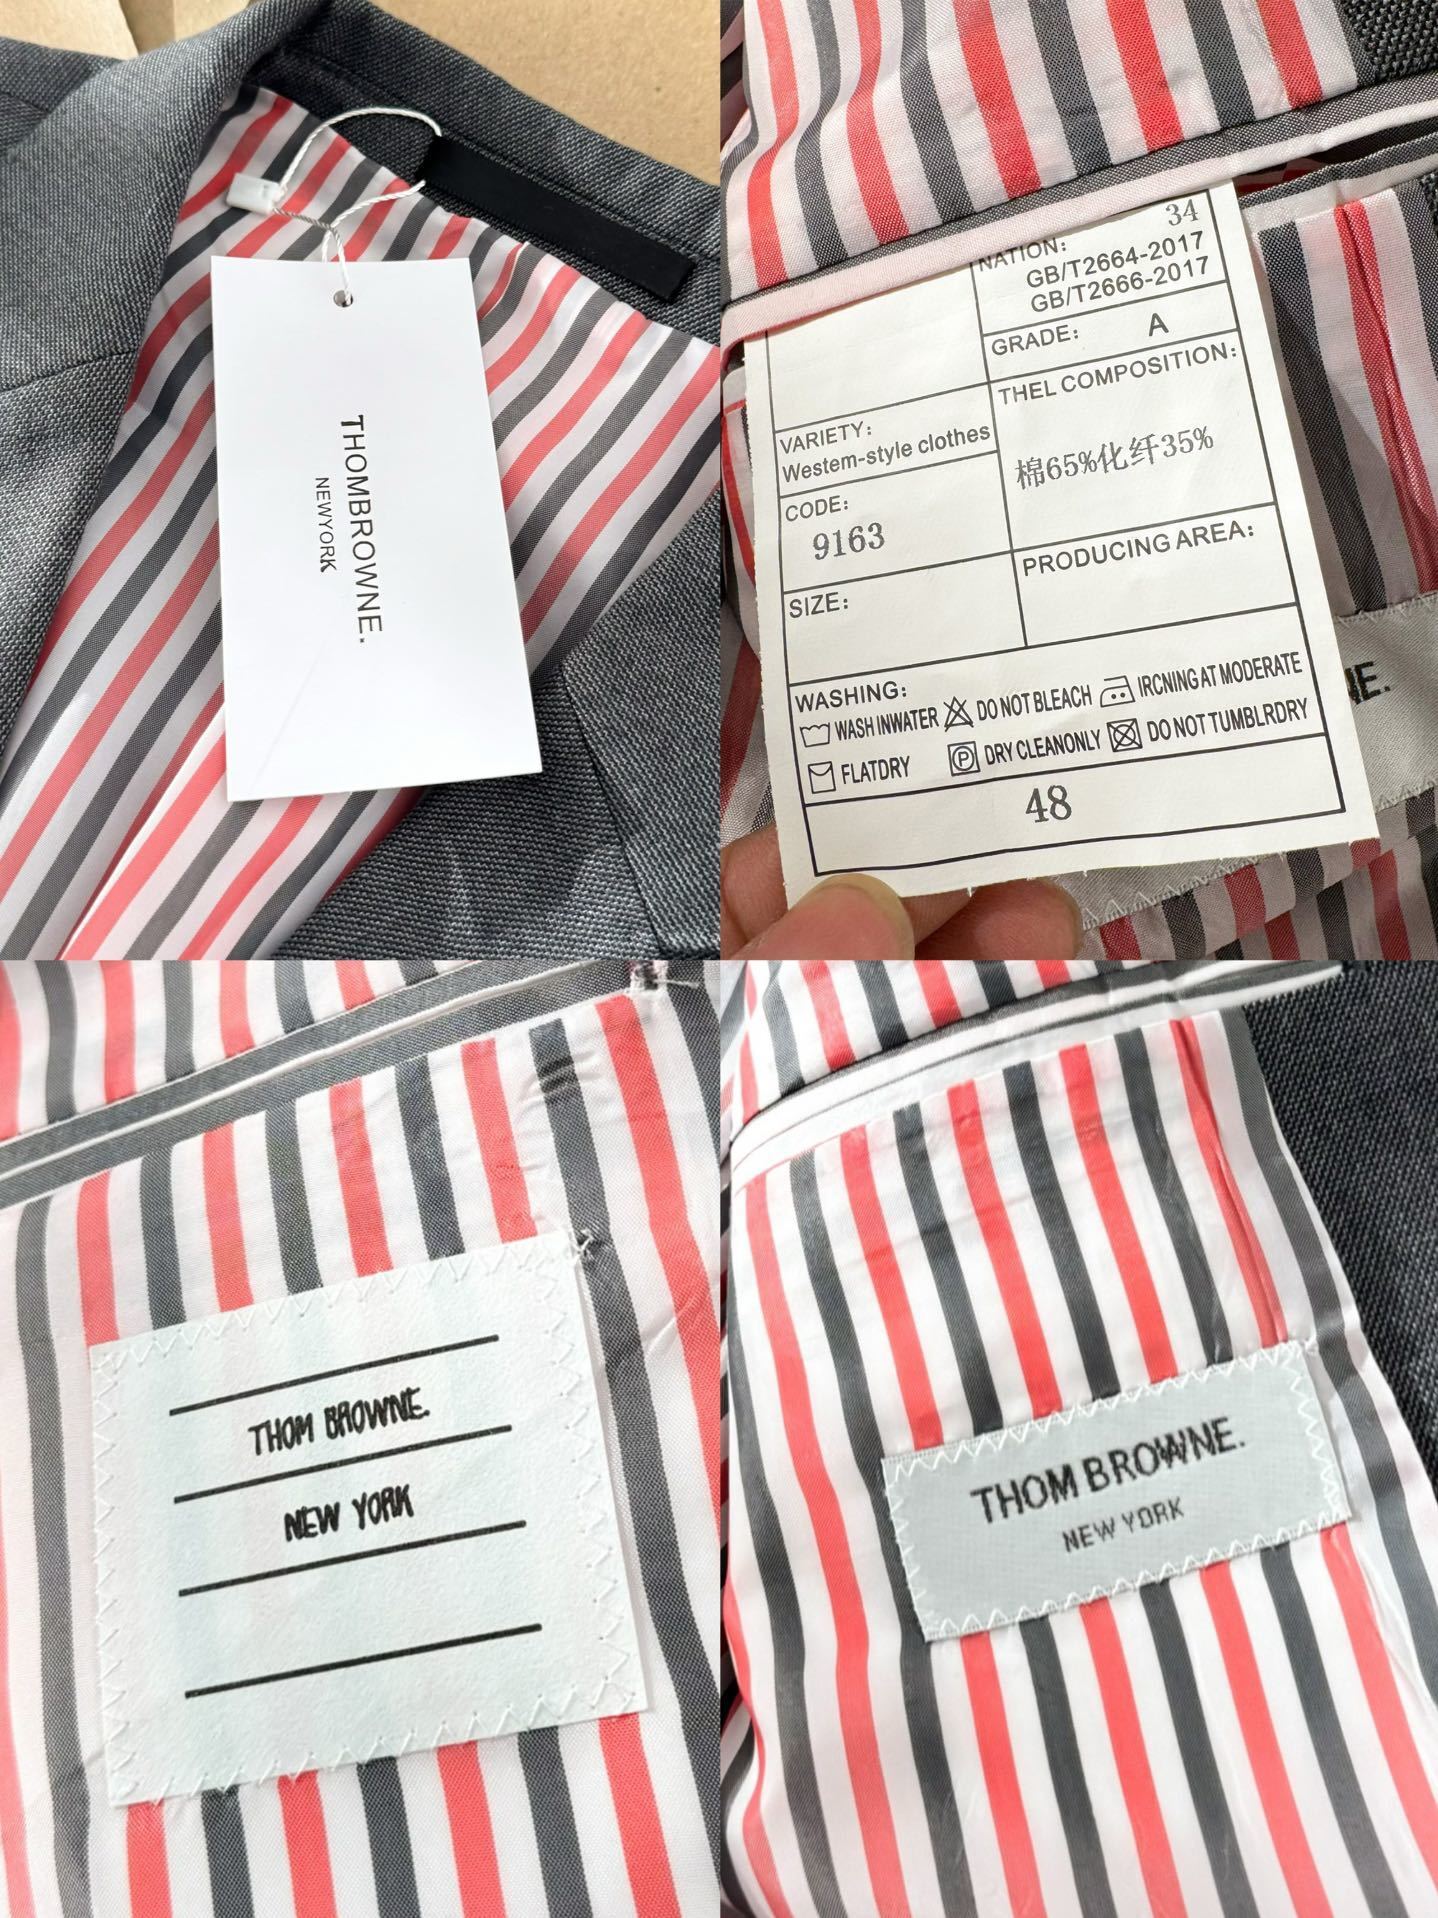 THOMBROWNE.
NEWYORK
34
NATION:
GB/T2664-2017
GB/T2666-2017
GRADE: A
THEL COMPOSITION:
棉65%化纤35%
VARIETY:
Westem-style clothes
CODE:
9163
PRODUCING AREA:
SIZE:
WASHING:
WASH INWATER DO NOT BLEACH IRCNING AT MODERATE
FLATDRY DRY CLEANONLY DO NOT TUMBLRDRY
48
NE.
THOM BROWNE.
NEW YORK
THOM BROWNE.
NEW YORK